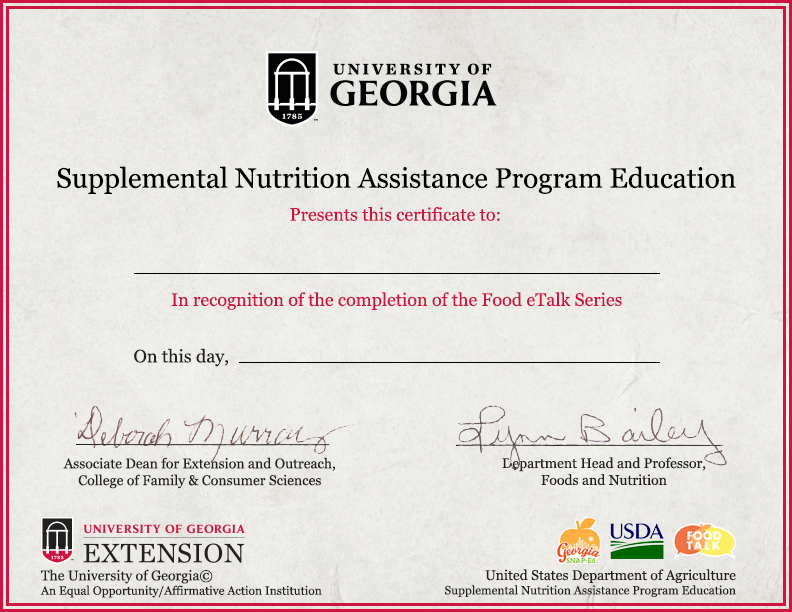 UNIVERSITY OF
GEORGIA
1785
Supplemental Nutrition Assistance Program Education
Presents this certificate to:
In recognition of the completion of the Food eTalk Series
On this day,
Deborah Murray
Lynn Bailey
Associate Dean for Extension and Outreach,
College of Family & Consumer Sciences
Department Head and Professor,
Foods and Nutrition
1785
UNIVERSITY OF GEORGIA
EXTENSION
The University of Georgia©
An Equal Opportunity/Affirmative Action Institution
Georgia
SNAP-Ed
USDA
FOOD
TALK
United States Department of Agriculture
Supplemental Nutrition Assistance Program Education